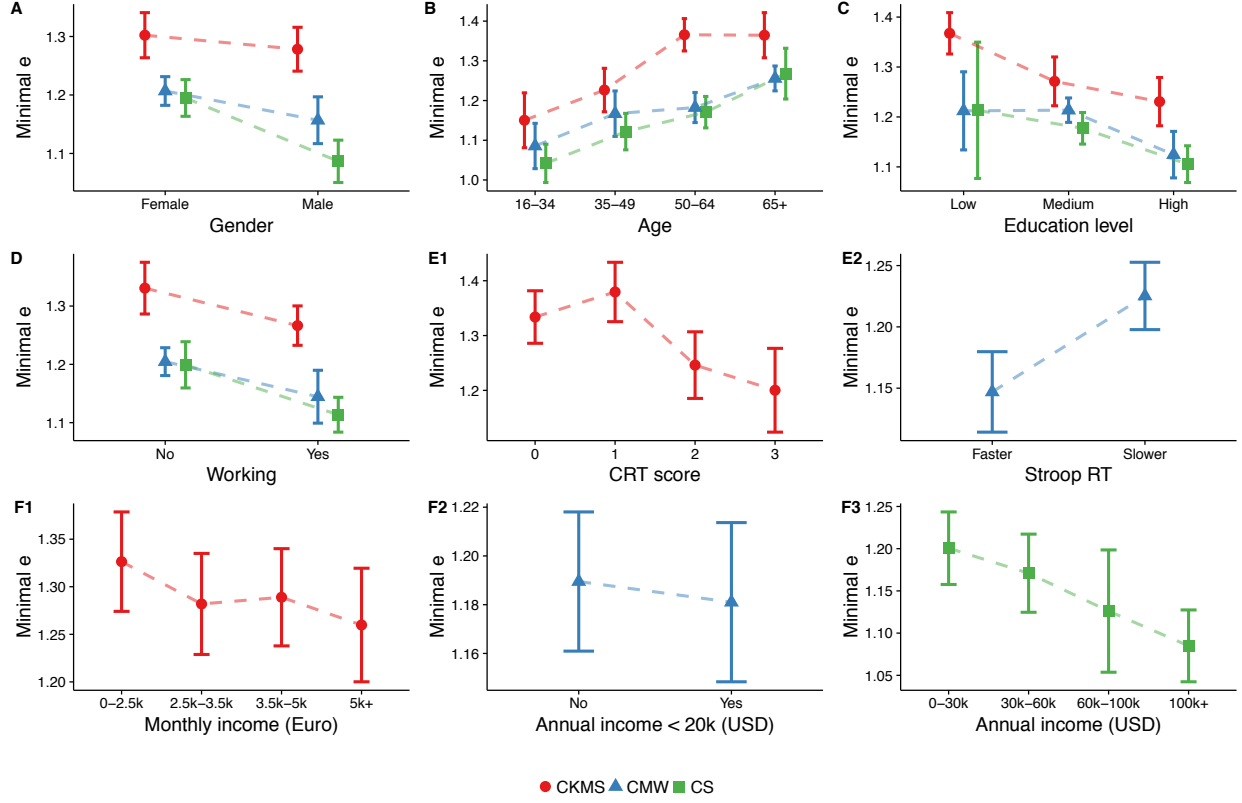 A
Minimal e
1.3
1.2
1.1
Female
Male
Gender
B
Minimal e
1.4
1.3
1.2
1.1
1.0
16–34
35–49
50–64
65+
Age
C
Minimal e
1.4
1.3
1.2
1.1
Low
Medium
High
Education level
D
Minimal e
1.3
1.2
1.1
No
Yes
Working
E1
Minimal e
1.4
1.3
1.2
0
1
2
3
CRT score
E2
Minimal e
1.25
1.20
1.15
Faster
Slower
Stroop RT
F1
Minimal e
1.35
1.30
1.25
1.20
0–2.5k
2.5k–3.5k
3.5k–5k
5k+
Monthly income (Euro)
F2
Minimal e
1.22
1.20
1.18
1.16
No
Yes
Annual income < 20k (USD)
F3
Minimal e
1.25
1.20
1.15
1.10
1.05
0–30k
30k–60k
60k–100k
100k+
Annual income (USD)
CKMS CMW CS